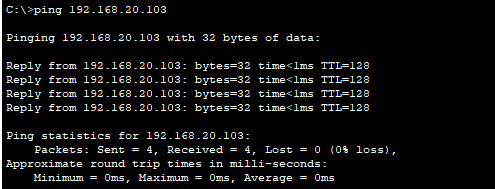 C:\>ping 192.168.20.103
Pinging 192.168.20.103 with 32 bytes of data:
Reply from 192.168.20.103: bytes=32 time<1ms TTL=128
Reply from 192.168.20.103: bytes=32 time<1ms TTL=128
Reply from 192.168.20.103: bytes=32 time<1ms TTL=128
Reply from 192.168.20.103: bytes=32 time<1ms TTL=128
Ping statistics for 192.168.20.103:
Packets: Sent = 4, Received = 4, Lost = 0 (0% loss),
Approximate round trip times in milli-seconds:
Minimum = 0ms, Maximum = 0ms, Average = 0ms